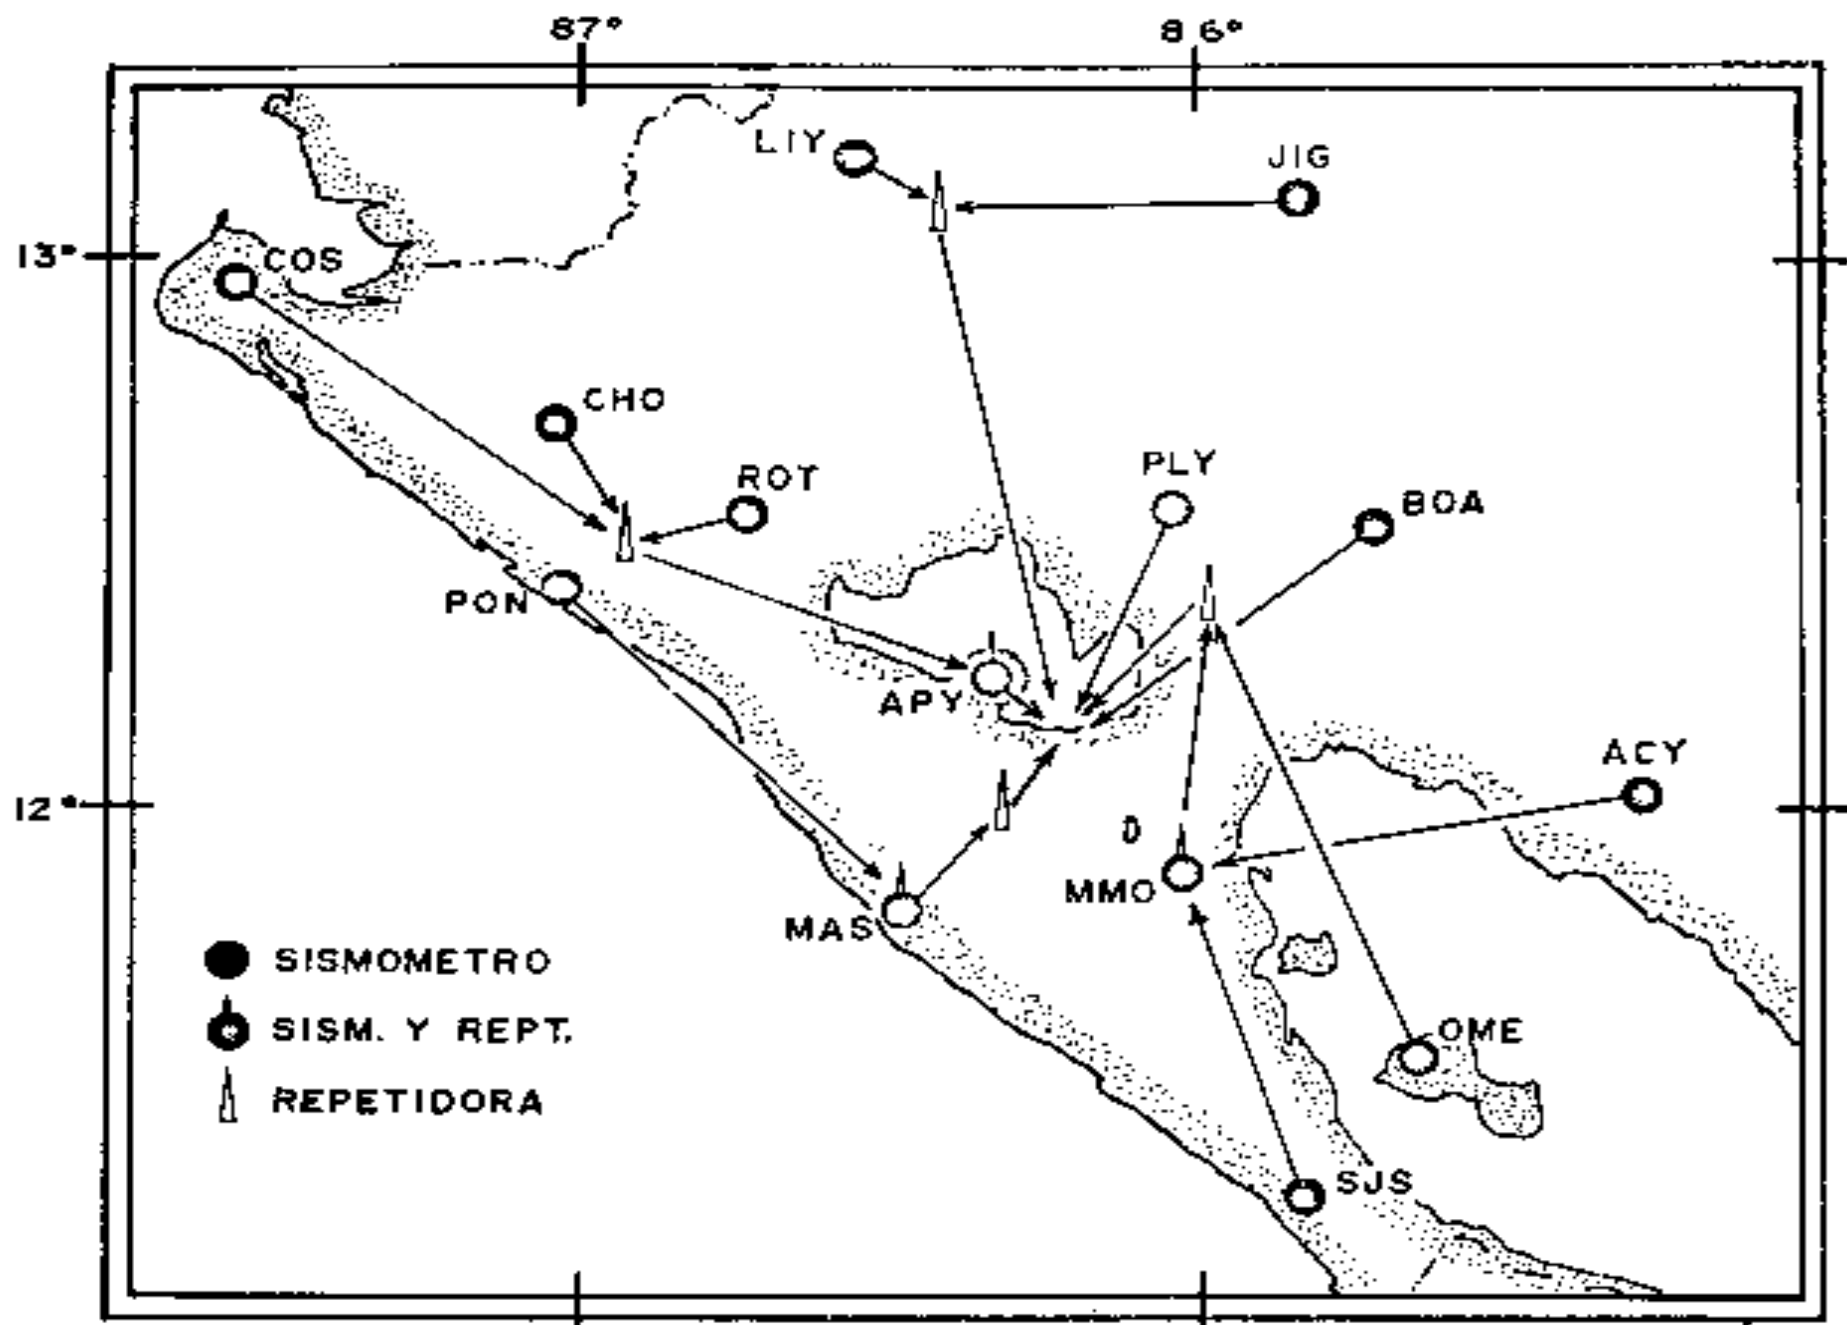 87°
86°
LIY
JIG
13°
COS
CHO
ROT
PLY
BOA
PON
APY
ACY
12°
MMO
MAS
SISMOMETRO
OME
SISM. Y REPT.
REPETIDORA
SJS